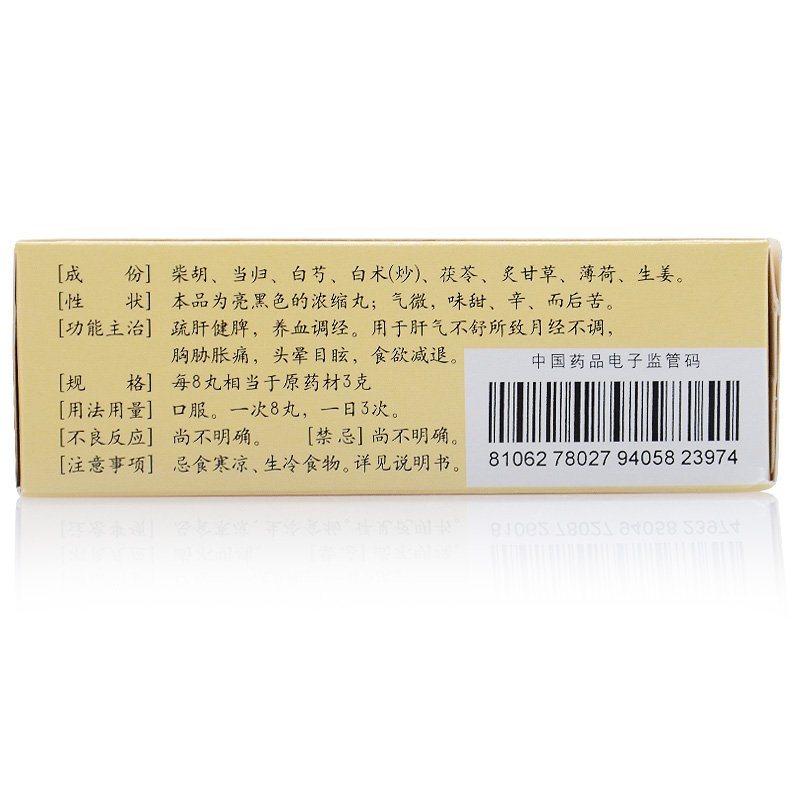 [成 份] 柴胡、当归、白芍、白术(炒)、茯苓、炙甘草、薄荷、生姜。
[性 状] 本品为亮黑色的浓缩丸；气微，味甜、辛、而后苦。
[功能主治] 疏肝健脾，养血调经。用于肝气不舒所致月经不调，
胸胁胀痛，头晕目眩，食欲减退。
[规 格] 每8丸相当于原药材3克
[用法用量] 口服。一次8丸，一日3次。
[不良反应] 尚不明确。 [禁忌] 尚不明确。
[注意事项] 忌食寒凉、生冷食物。详见说明书。
中国药品电子监管码
81062 78027 94058 23974